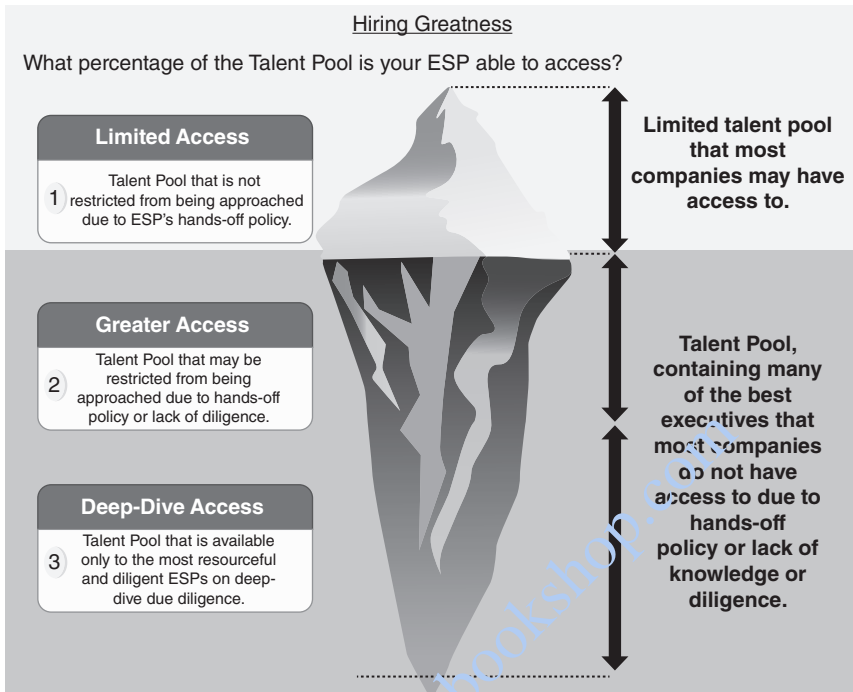 Hiring Greatness
What percentage of the Talent Pool is your ESP able to access?
Limited Access
1
Talent Pool that is not
restricted from being approached
due to ESP's hands-off policy.
Limited talent pool
that most
companies may have
access to.
Greater Access
2
Talent Pool that may be
restricted from being
approached due to hands-off
policy or lack of diligence.
Deep-Dive Access
3
Talent Pool that is available
only to the most resourceful
and diligent ESPs on deep-
dive due diligence.
Talent Pool,
containing many
of the best
executives that
most companies
do not have
access to due to
hands-off
policy or lack of
knowledge or
diligence.
bookshop.com